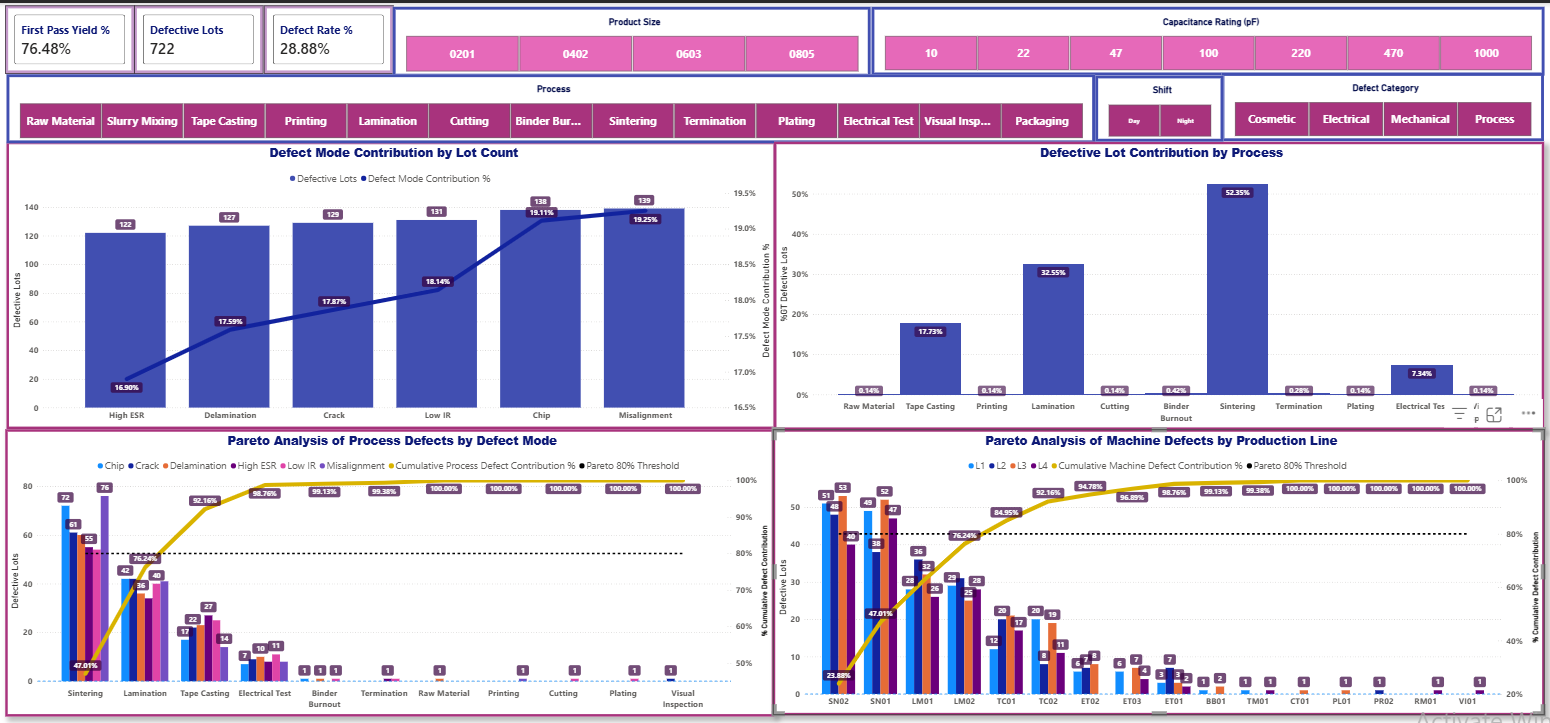 First Pass Yield %
76.48%
Defective Lots
722
Defect Rate %
28.88%
Product Size
0201 0402 0603 0805
Capacitance Rating (pF)
10 22 47 100 220 470 1000
Process
Raw Material Slurry Mixing Tape Casting Printing Lamination Cutting Binder Bur... Sintering Termination Plating Electrical Test Visual Insp... Packaging
Shift
Day Night
Defect Category
Cosmetic Electrical Mechanical Process
Defect Mode Contribution by Lot Count
Defective Lots Defect Mode Contribution %
Defective Lots
140
120
100
80
60
40
20
0
122 127 129 131 138 139
16.90% 17.59% 17.87% 18.14% 19.11% 19.25%
19.5%
19.0%
18.5%
18.0%
17.5%
17.0%
16.5%
Defect Mode Contribution %
High ESR Delamination Crack Low IR Chip Misalignment
Defective Lot Contribution by Process
%GT Defective Lots
50%
40%
30%
20%
10%
0%
0.14% 17.73% 0.14% 32.55% 0.14% 0.42% 52.35% 0.28% 0.14% 7.34% 0.14%
Raw Material Tape Casting Printing Lamination Cutting Binder Burnout Sintering Termination Plating Electrical Tes
Pareto Analysis of Process Defects by Defect Mode
Chip Crack Delamination High ESR Low IR Misalignment Cumulative Process Defect Contribution % Pareto 80% Threshold
Defective Lots
80
60
40
20
0
72 61 55 76
42 36 40
17 22 27 14
7 10 11
1 1 1
1 1 1 1 1 1
47.01% 76.24% 92.16% 98.76% 99.13% 99.38% 100.00% 100.00% 100.00% 100.00%
100%
90%
80%
70%
60%
50%
% Cumulative Defect Contribution
Sintering Lamination Tape Casting Electrical Test Binder Burnout Termination Raw Material Printing Cutting Plating Visual Inspection
Pareto Analysis of Machine Defects by Production Line
L1 L2 L3 L4 Cumulative Machine Defect Contribution % Pareto 80% Threshold
Defective Lots
50
40
30
20
10
0
51 48 53 40
49 38 52 47
28 36 32 26
29 25 28
12 20 17
20 8 19 11
6 7 8
6 7 4
3 7 3 2
1 2
1 1
1 1 1 1 1
23.88% 47.01% 76.24% 84.95% 92.16% 94.78% 96.89% 98.76% 99.13% 99.38% 100.00% 100.00% 100.00% 100.00%
100%
80%
60%
40%
20%
% Cumulative Defect Contribution
SN02 SN01 LM01 LM02 TC01 TC02 ET02 ET03 ET01 BB01 TM01 CT01 PL01 PR02 RM01 VI01